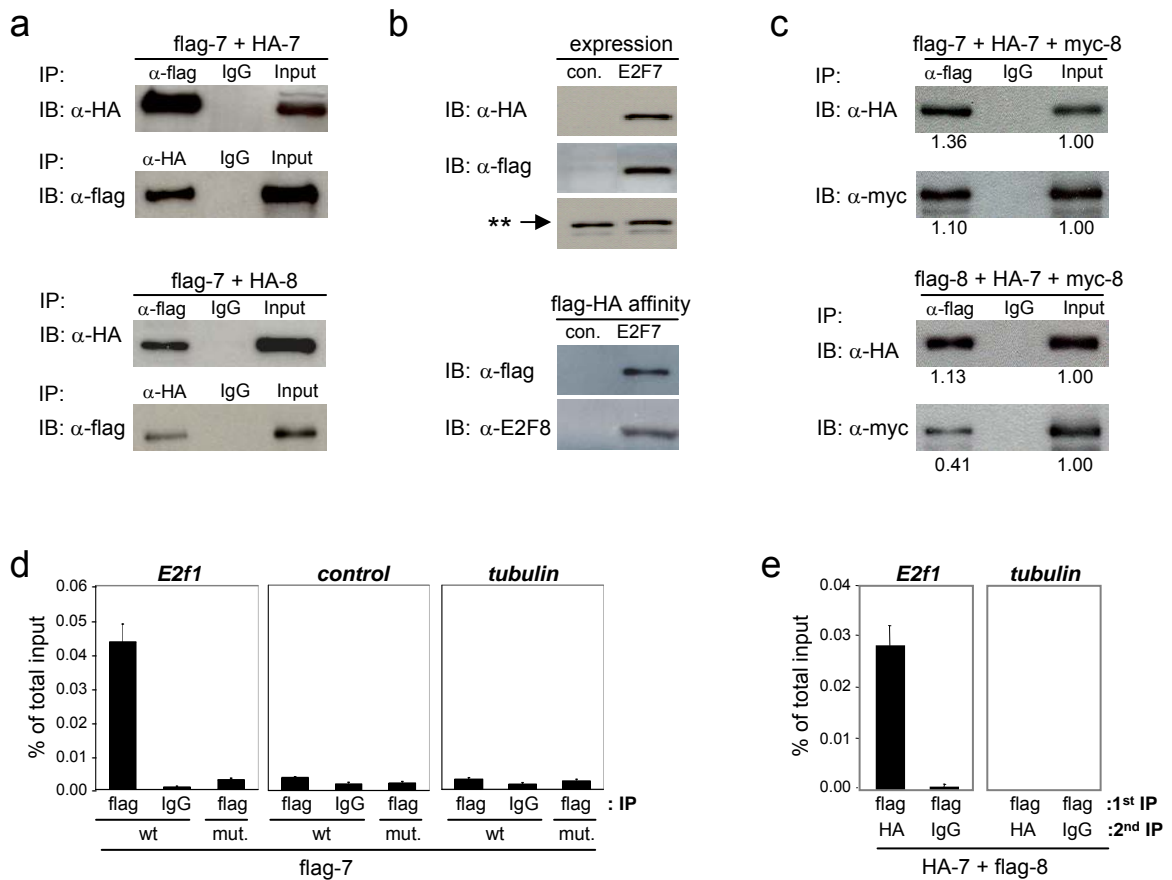 a
flag-7 + HA-7
IP:
α-flag IgG Input
IB: α-HA
IP:
α-HA IgG Input
IB: α-flag
flag-7 + HA-8
IP:
α-flag IgG Input
IB: α-HA
IP:
α-HA IgG Input
IB: α-flag
b
expression
con. E2F7
IB: α-HA
IB: α-flag
**
flag-HA affinity
con. E2F7
IB: α-flag
IB: α-E2F8
c
flag-7 + HA-7 + myc-8
IP:
α-flag IgG Input
IB: α-HA
1.36 1.00
IB: α-myc
1.10 1.00
flag-8 + HA-7 + myc-8
α-flag IgG Input
IP:
IB: α-HA
1.13 1.00
IB: α-myc
0.41 1.00
d
E2f1 control tubulin
% of total input
0.06
0.05
0.04
0.03
0.02
0.01
0.00
flag IgG flag flag IgG flag flag IgG flag : IP
wt mut. wt mut. wt mut.
flag-7
e
E2f1 tubulin
% of total input
0.04
0.03
0.02
0.01
0.00
flag flag flag flag :1st IP
HA IgG HA IgG :2nd IP
HA-7 + flag-8